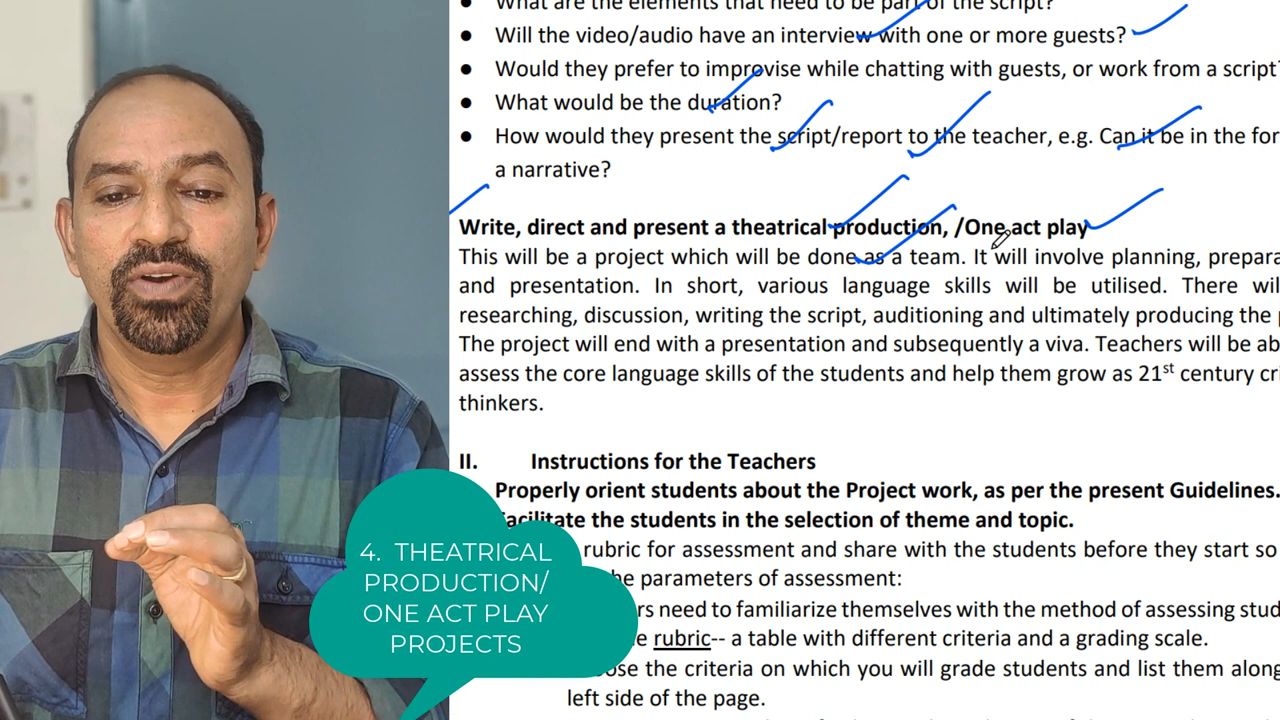 What are the elements that need to be part of the script?
● Will the video/audio have an interview with one or more guests?
● Would they prefer to improvise while chatting with guests, or work from a script?
● What would be the duration?
● How would they present the script/report to the teacher, e.g. Can it be in the
a narrative?
Write, direct and present a theatrical production, /One act play
This will be a project which will be done as a team. It will involve planning,
and presentation. In short, various language skills will be utilised. There
researching, discussion, writing the script, auditioning and ultimately producing the
The project will end with a presentation and subsequently a viva. Teachers will be
assess the core language skills of the students and help them grow as 21st century
thinkers.
II. Instructions for the Teachers
Properly orient students about the Project work, as per the present Guidelines.
Facilitate the students in the selection of theme and topic.
rubric for assessment and share with the students before they start so
parameters of assessment:
need to familiarize themselves with the method of assessing
rubric-- a table with different criteria and a grading scale.
the criteria on which you will grade students and list them
left side of the page.
4. THEATRICAL
PRODUCTION/
ONE ACT PLAY
PROJECTS